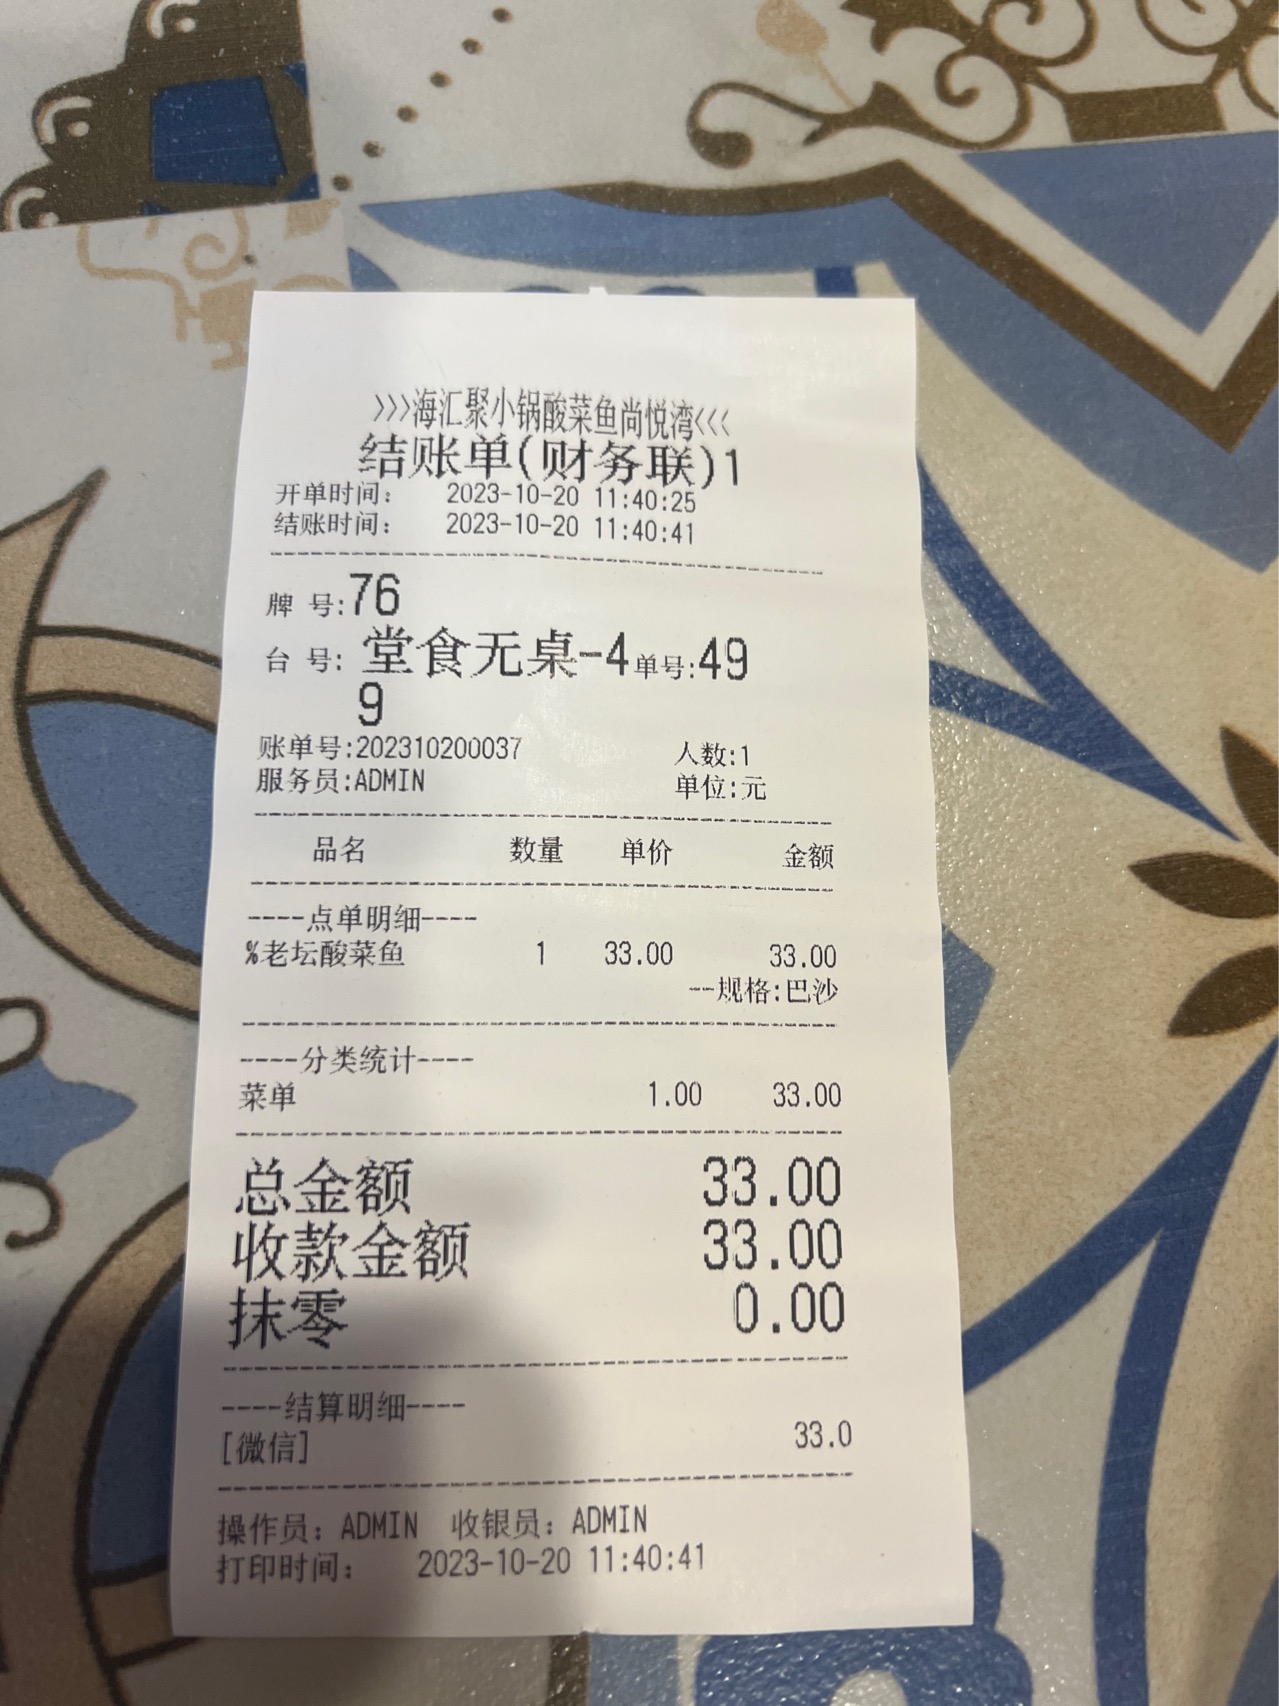 >>>海汇聚小锅酸菜鱼尚悦湾<<<
结账单(财务联)1
开单时间： 2023-10-20 11:40:25
结账时间： 2023-10-20 11:40:41
牌 号:76
台 号: 堂食无桌-4单号:49
9
账单号:202310200037 人数:1
服务员:ADMIN 单位:元
品名 数量 单价 金额
----点单明细----
%老坛酸菜鱼 1 33.00 33.00
--规格:巴沙
----分类统计----
菜单 1.00 33.00
总金额 33.00
收款金额 33.00
抹零 0.00
----结算明细----
[微信] 33.0
操作员：ADMIN 收银员：ADMIN
打印时间： 2023-10-20 11:40:41